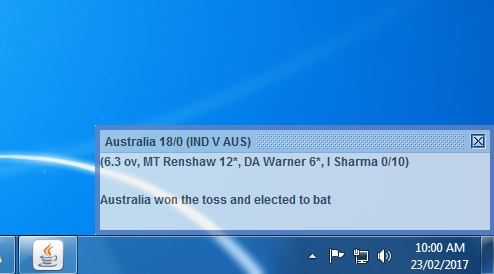 Australia 18/0 (IND V AUS)
(6.3 ov, MT Renshaw 12*, DA Warner 6*, I Sharma 0/10)
Australia won the toss and elected to bat
10:00 AM
23/02/2017